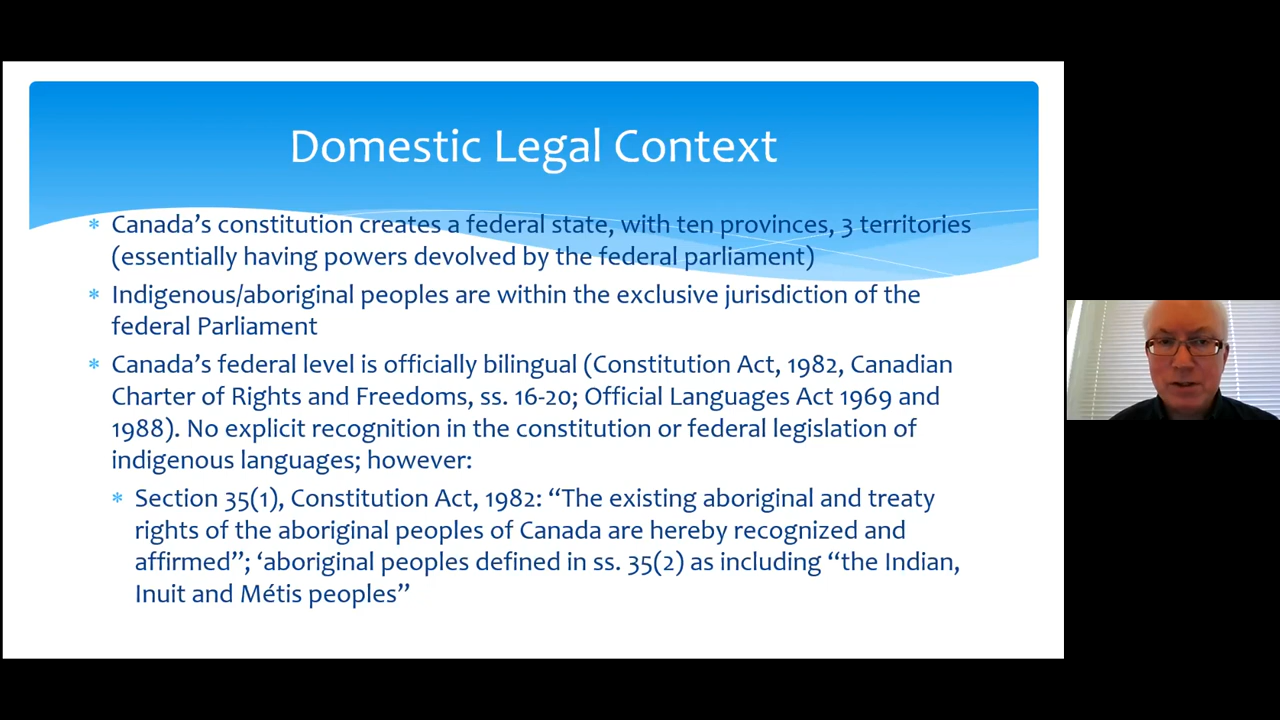 Domestic Legal Context
* Canada’s constitution creates a federal state, with ten provinces, 3 territories
(essentially having powers devolved by the federal parliament)
* Indigenous/aboriginal peoples are within the exclusive jurisdiction of the
federal Parliament
* Canada’s federal level is officially bilingual (Constitution Act, 1982, Canadian
Charter of Rights and Freedoms, ss. 16-20; Official Languages Act 1969 and
1988). No explicit recognition in the constitution or federal legislation of
indigenous languages; however:
* Section 35(1), Constitution Act, 1982: “The existing aboriginal and treaty
rights of the aboriginal peoples of Canada are hereby recognized and
affirmed”; ‘aboriginal peoples defined in ss. 35(2) as including “the Indian,
Inuit and Métis peoples”